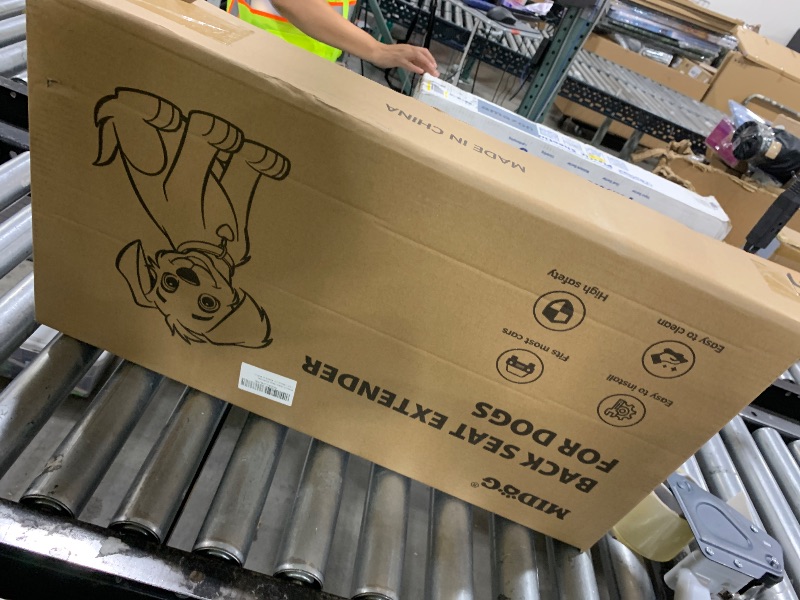 MIDOG®
BACK SEAT EXTENDER
FOR DOGS
Easy to install
Fits most cars
Easy to clean
High safety
MADE IN CHINA